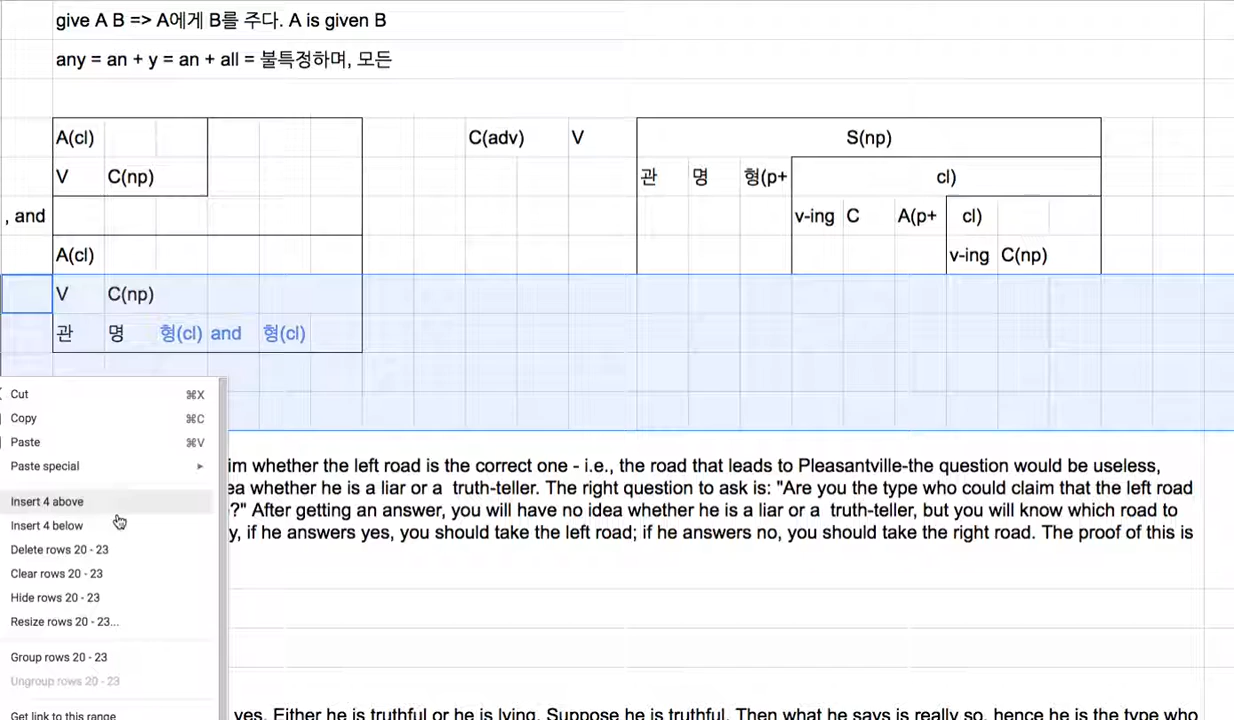 give A B => A에게 B를 주다. A is given B
any = an + y = an + all = 불특정하며, 모든
A(cl) C(adv) V S(np)
V C(np) 관 명 형(p+ cl)
, and v-ing C A(p+ cl)
A(cl) v-ing C(np)
V C(np)
관 명 형(cl) and 형(cl)
Cut ⌘X
Copy ⌘C
Paste ⌘V
Paste special ▸
Insert 4 above
Insert 4 below
Delete rows 20 - 23
Clear rows 20 - 23
Hide rows 20 - 23
Resize rows 20 - 23...
Group rows 20 - 23
Ungroup rows 20 - 23
Get link to this range
im whether the left road is the correct one - i.e., the road that leads to Pleasantville-the question would be useless,
ea whether he is a liar or a truth-teller. The right question to ask is: "Are you the type who could claim that the left road
?" After getting an answer, you will have no idea whether he is a liar or a truth-teller, but you will know which road to
y, if he answers yes, you should take the left road; if he answers no, you should take the right road. The proof of this is
yes. Either he is truthful or he is lying. Suppose he is truthful. Then what he says is really so, hence he is the type who